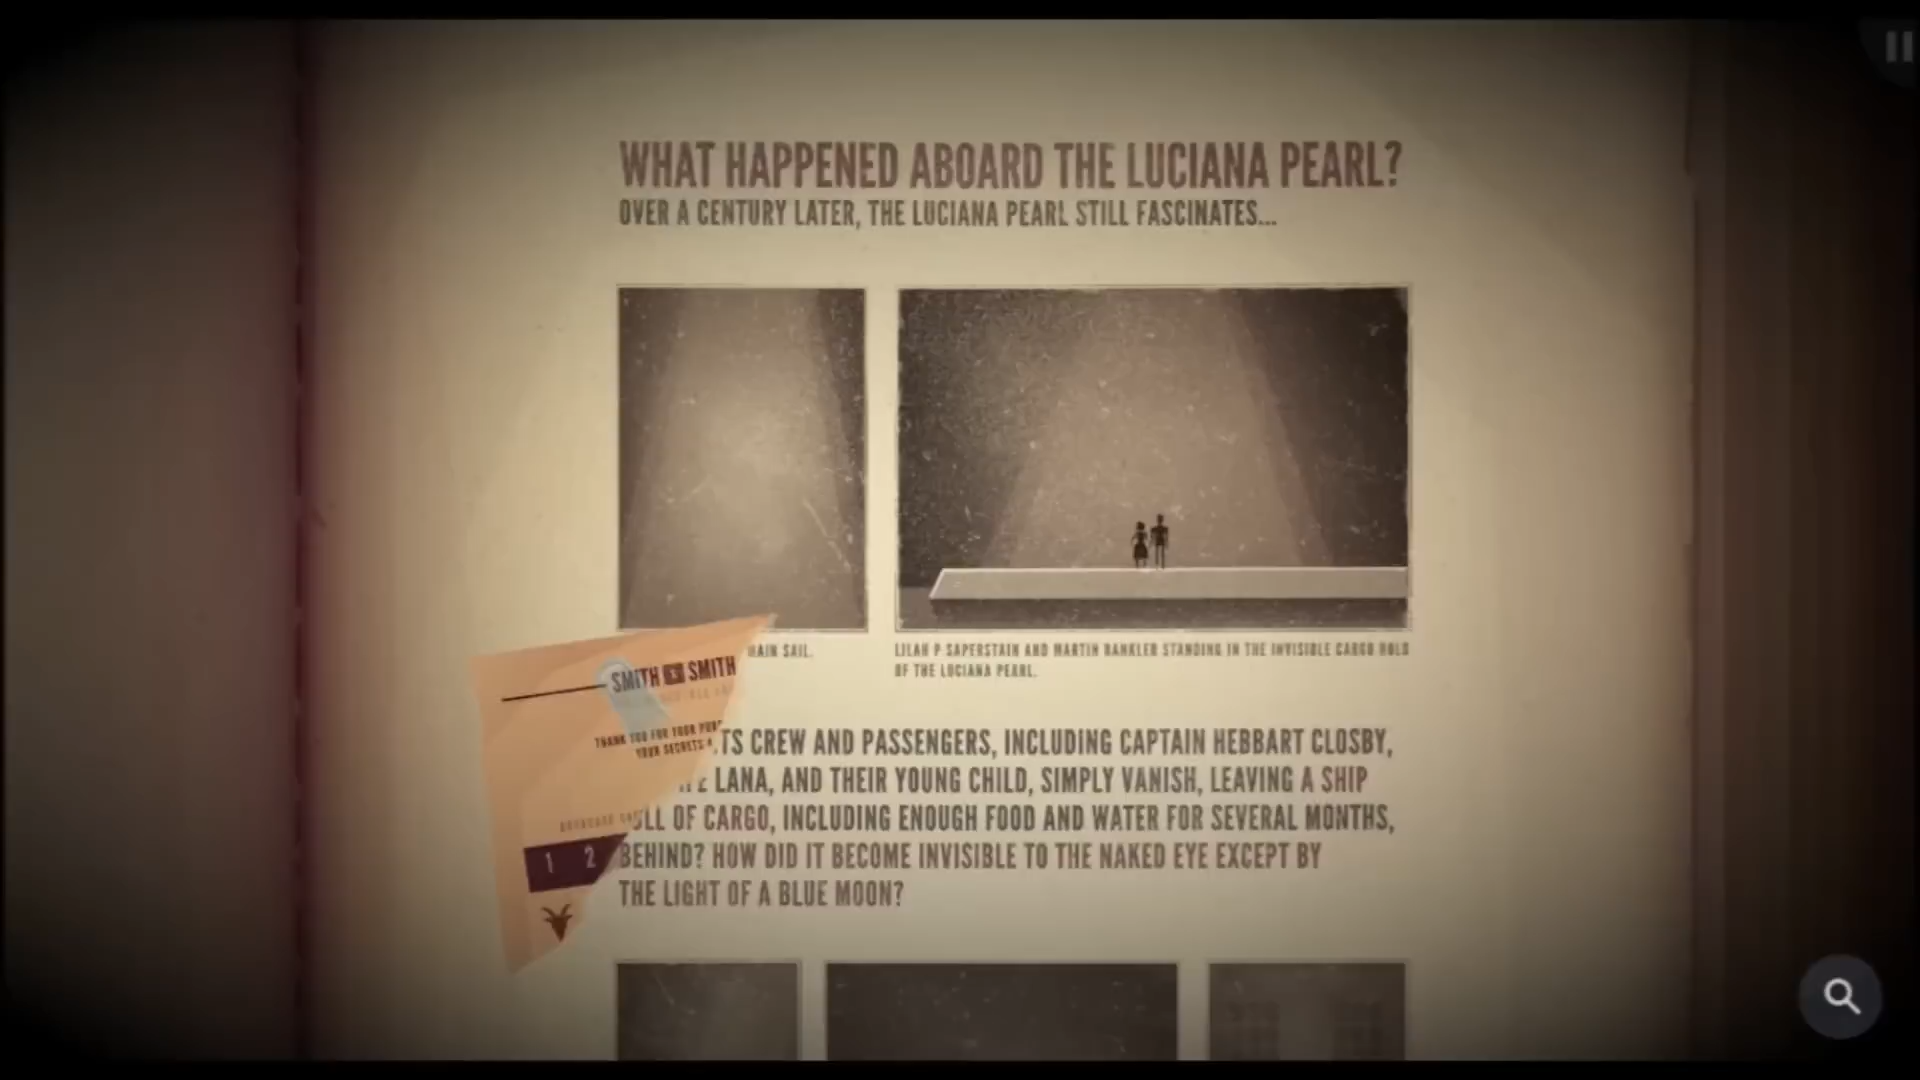 WHAT HAPPENED ABOARD THE LUCIANA PEARL?
OVER A CENTURY LATER, THE LUCIANA PEARL STILL FASCINATES...
MAIN SAIL.
LILAH P SAPERSTAIN AND MARTIN RANKLER STANDING IN THE INVISIBLE CARGO HOLD
OF THE LUCIANA PEARL.
SMITH & SMITH
THANK YOU FOR YOUR
YOUR SECRETS
1 2
CREW AND PASSENGERS, INCLUDING CAPTAIN HEBBART CLOSBY,
LANA, AND THEIR YOUNG CHILD, SIMPLY VANISH, LEAVING A SHIP
OF CARGO, INCLUDING ENOUGH FOOD AND WATER FOR SEVERAL MONTHS,
BEHIND? HOW DID IT BECOME INVISIBLE TO THE NAKED EYE EXCEPT BY
THE LIGHT OF A BLUE MOON?